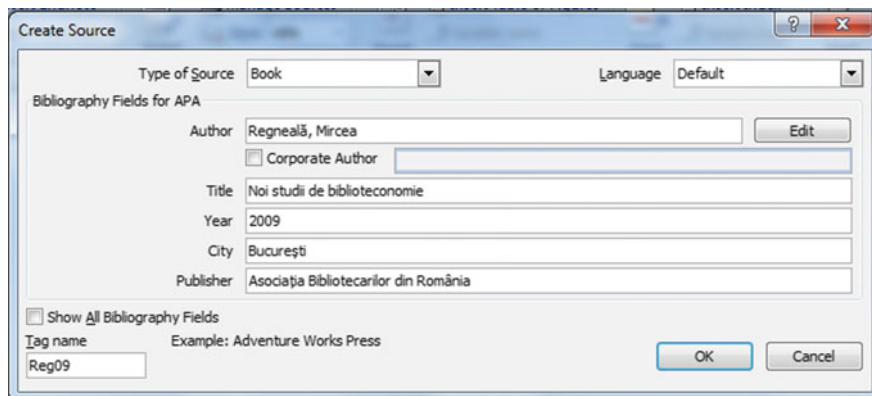 Create Source
Type of Source Book Language Default
Bibliography Fields for APA
Author Regneală, Mircea Edit
Corporate Author
Title Noi studii de biblioteconomie
Year 2009
City Bucureşti
Publisher Asociaţia Bibliotecarilor din România
Show All Bibliography Fields
Tag name Example: Adventure Works Press
Reg09 OK Cancel